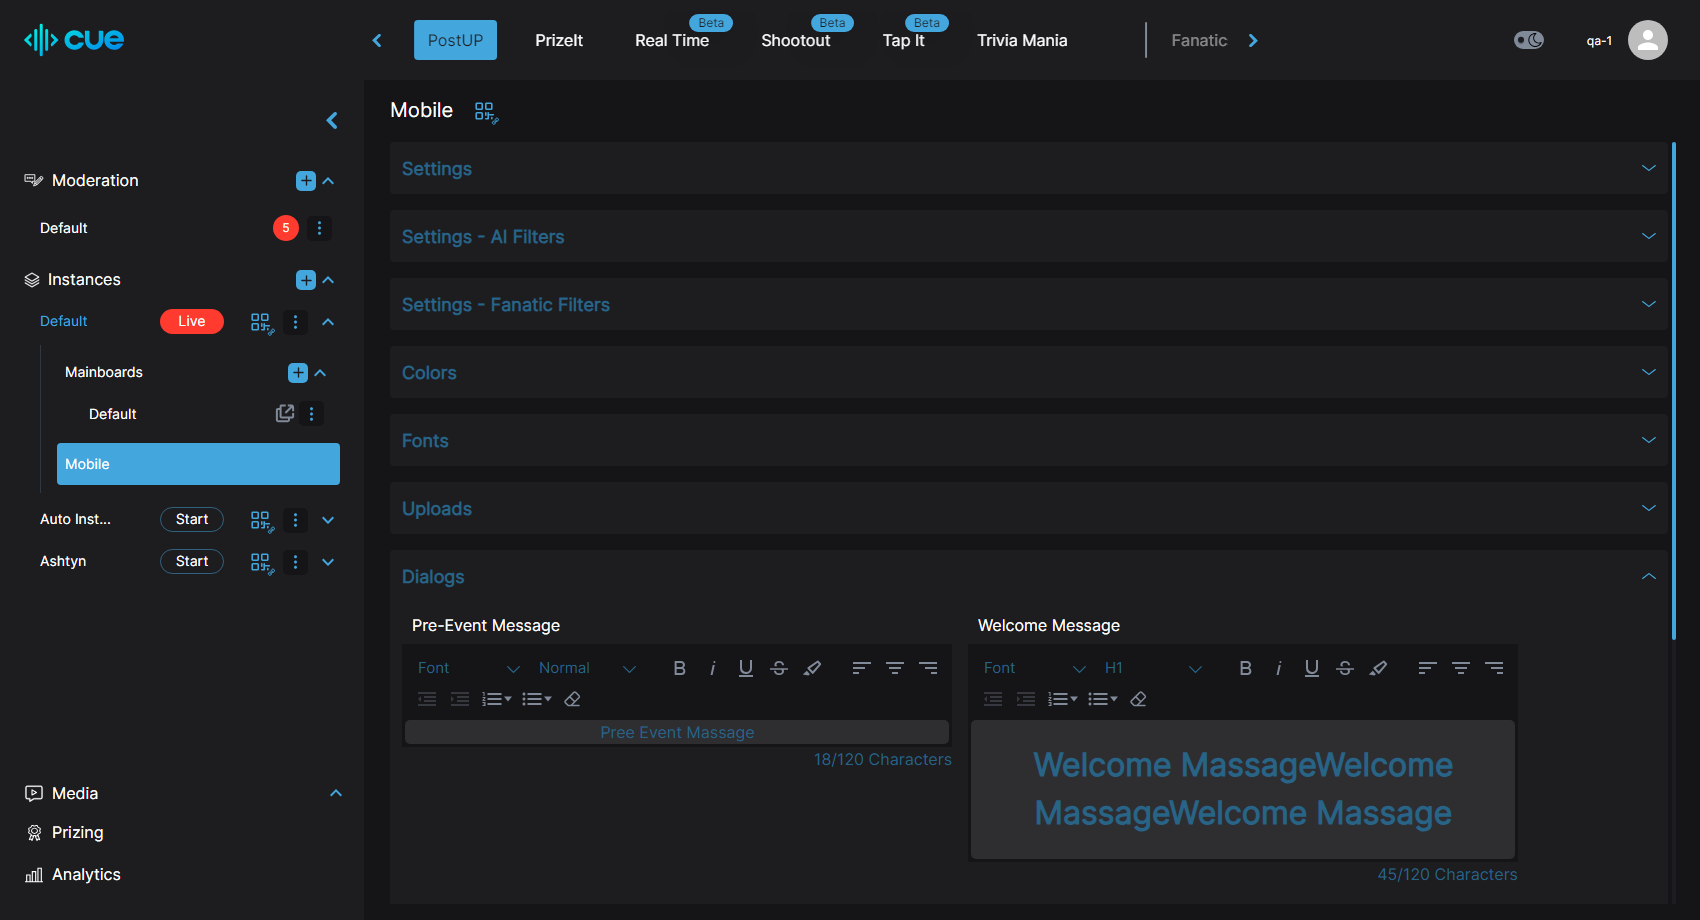 cue
PostUP
PrizeIt
Real Time
Beta
Shootout
Beta
Tap It
Beta
Trivia Mania
Fanatic
qa-1
Moderation
Default
5
Instances
Default
Live
Mainboards
Default
Mobile
Auto Inst...
Start
Ashtyn
Start
Media
Prizing
Analytics
Mobile
Settings
Settings - AI Filters
Settings - Fanatic Filters
Colors
Fonts
Uploads
Dialogs
Pre-Event Message
Font
Normal
B
i
U
S
Pree Event Massage
18/120 Characters
Welcome Message
Font
H1
B
i
U
S
Welcome MassageWelcome
MassageWelcome Massage
45/120 Characters